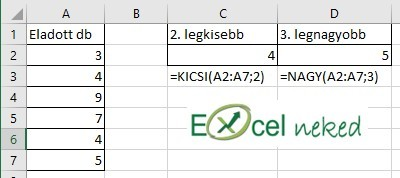 A B C D
1 Eladott db 2. legkisebb 3. legnagyobb
2 3 4 5
3 4 =KICSI(A2:A7;2) =NAGY(A2:A7;3)
4 9
5 7
6 4
7 5
Excel neked